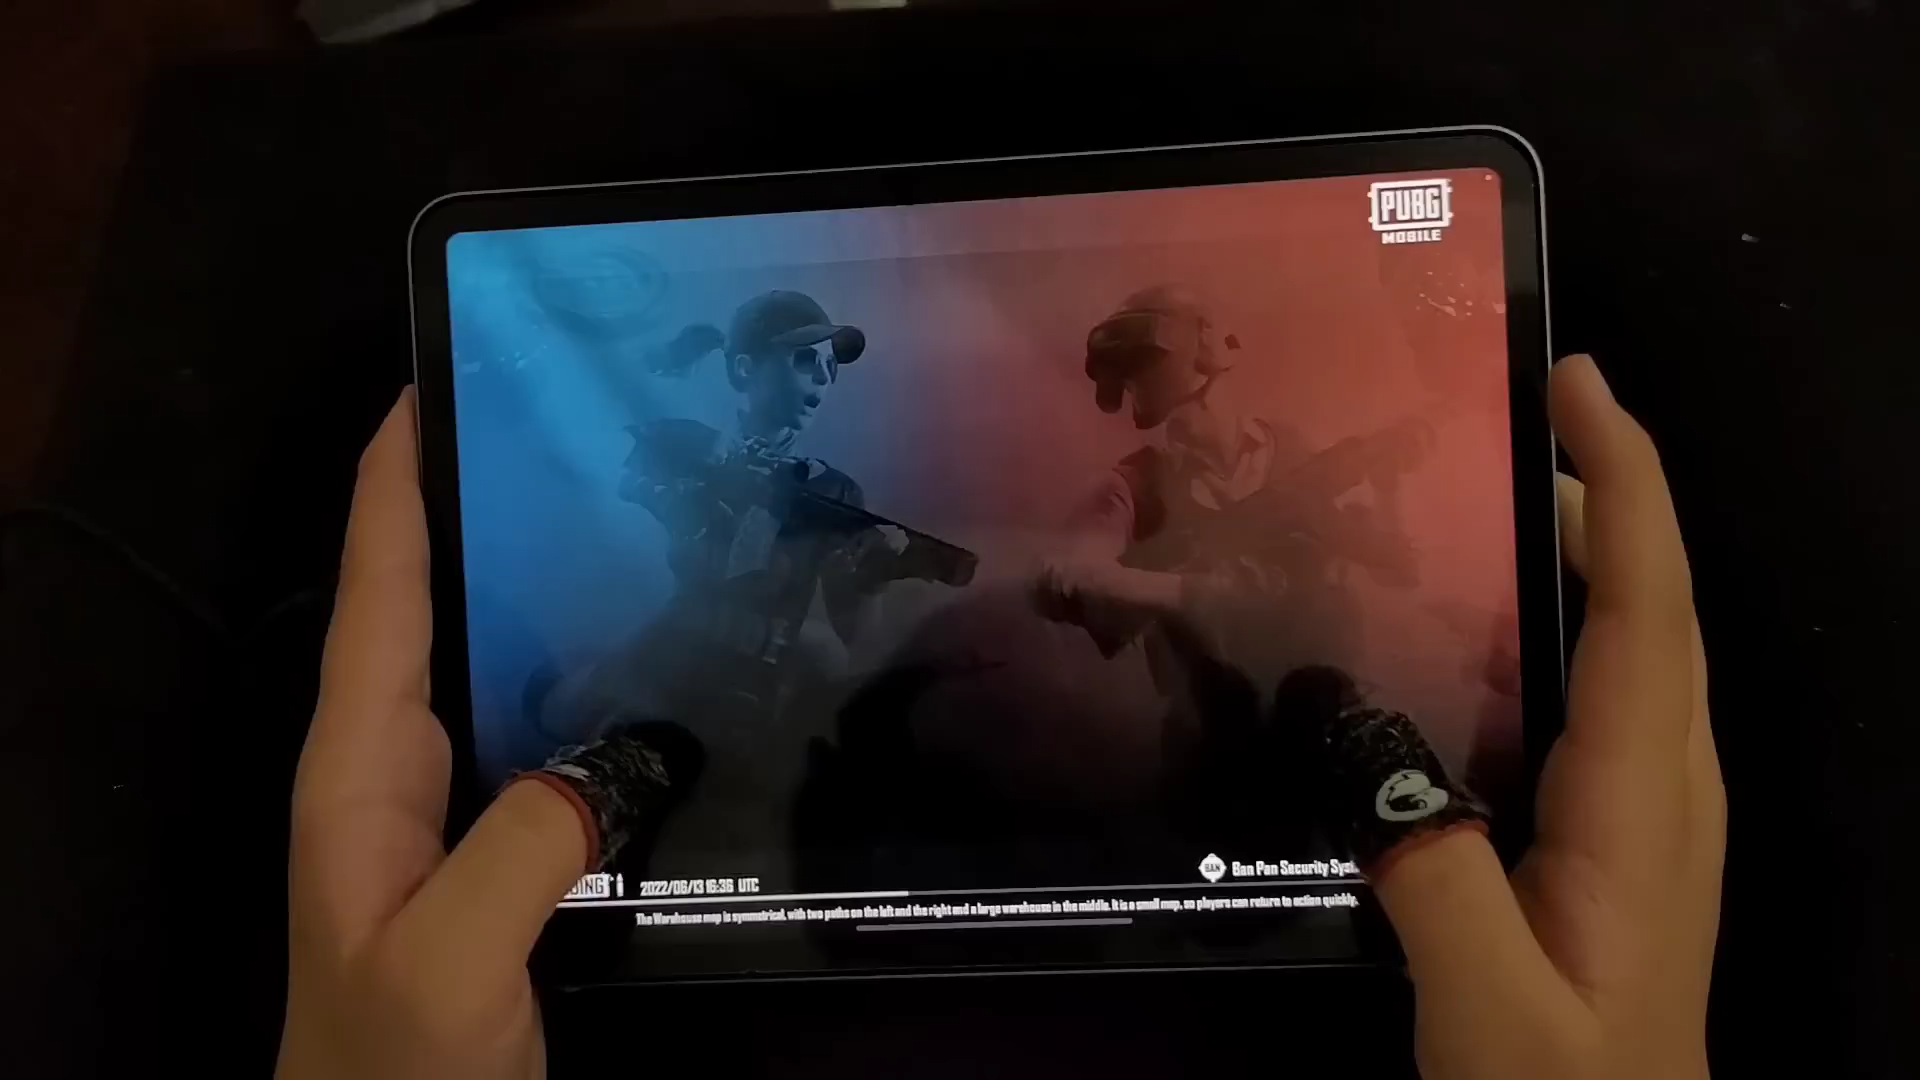 PUBG
MOBILE
DING
2022/06/13 16:36 UTC
BAN
Ban Pan Security Syst
The Warehouse map is symmetrical, with two paths on the left and the right and a large warehouse in the middle. It is a small map, so players can return to action quickly.